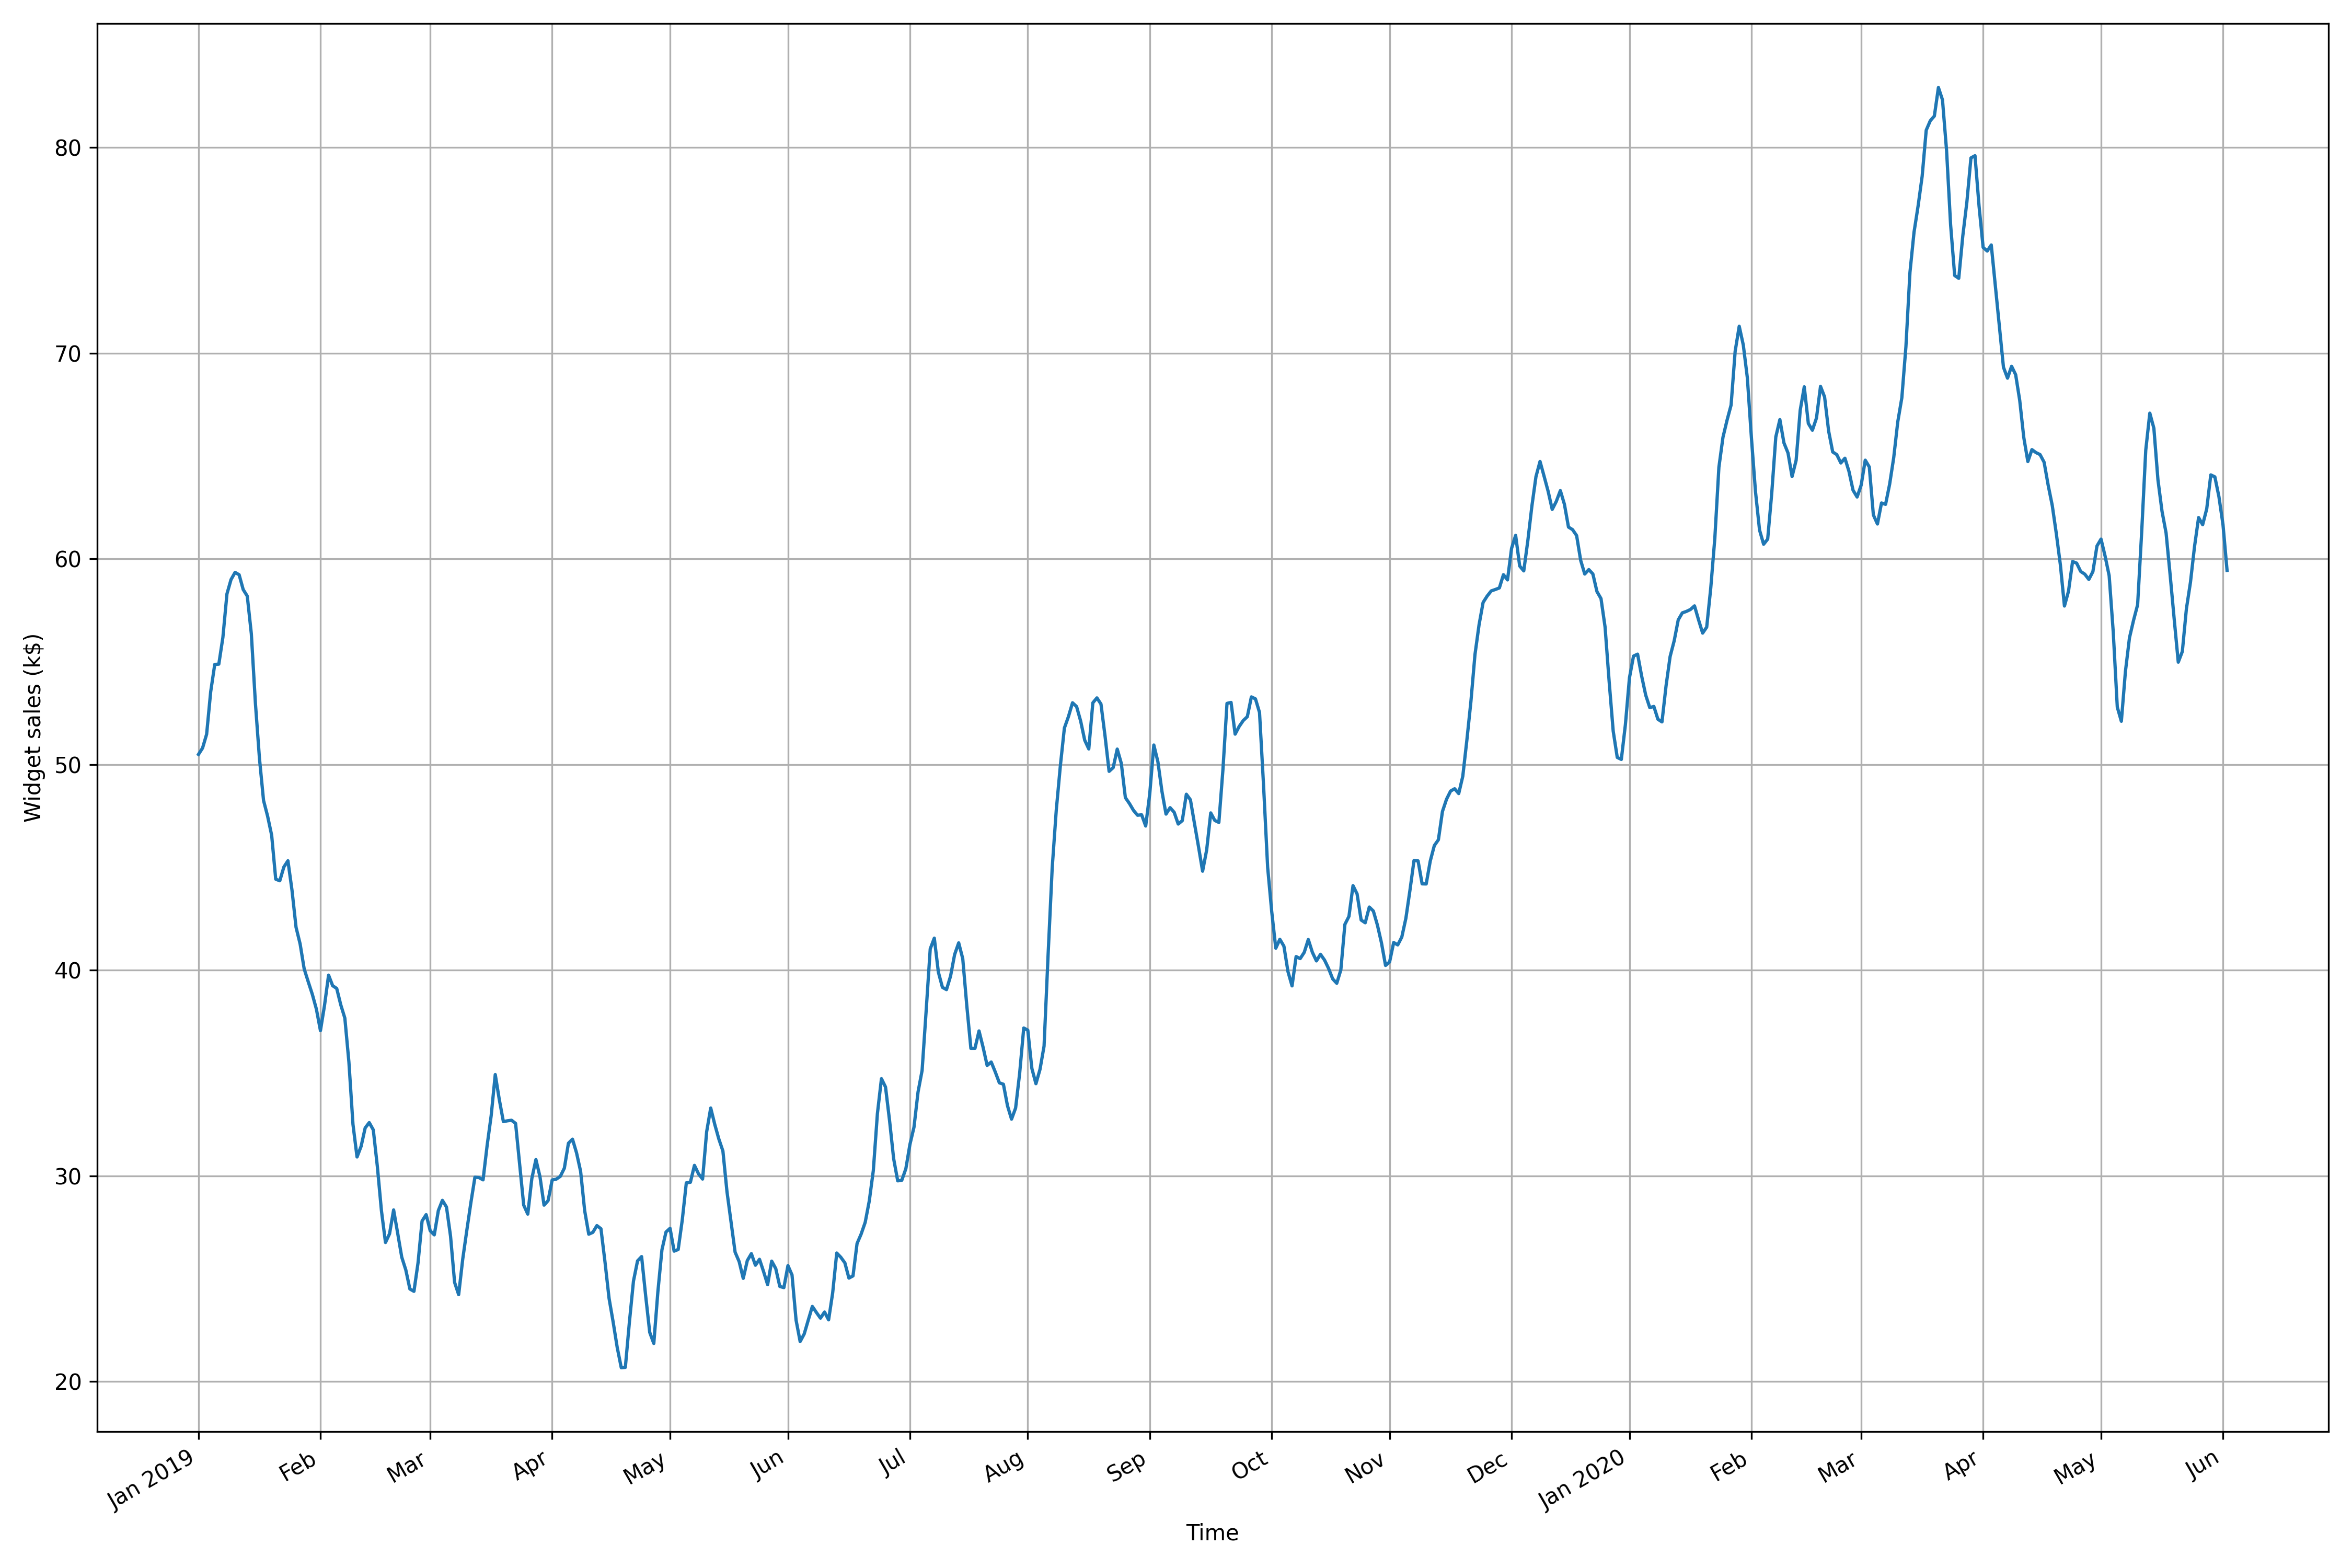 80
70
60
50
40
30
20
Widget sales (k$)
Jan 2019
Feb
Mar
Apr
May
Jun
Jul
Aug
Sep
Oct
Nov
Dec
Jan 2020
Feb
Mar
Apr
May
Jun
Time